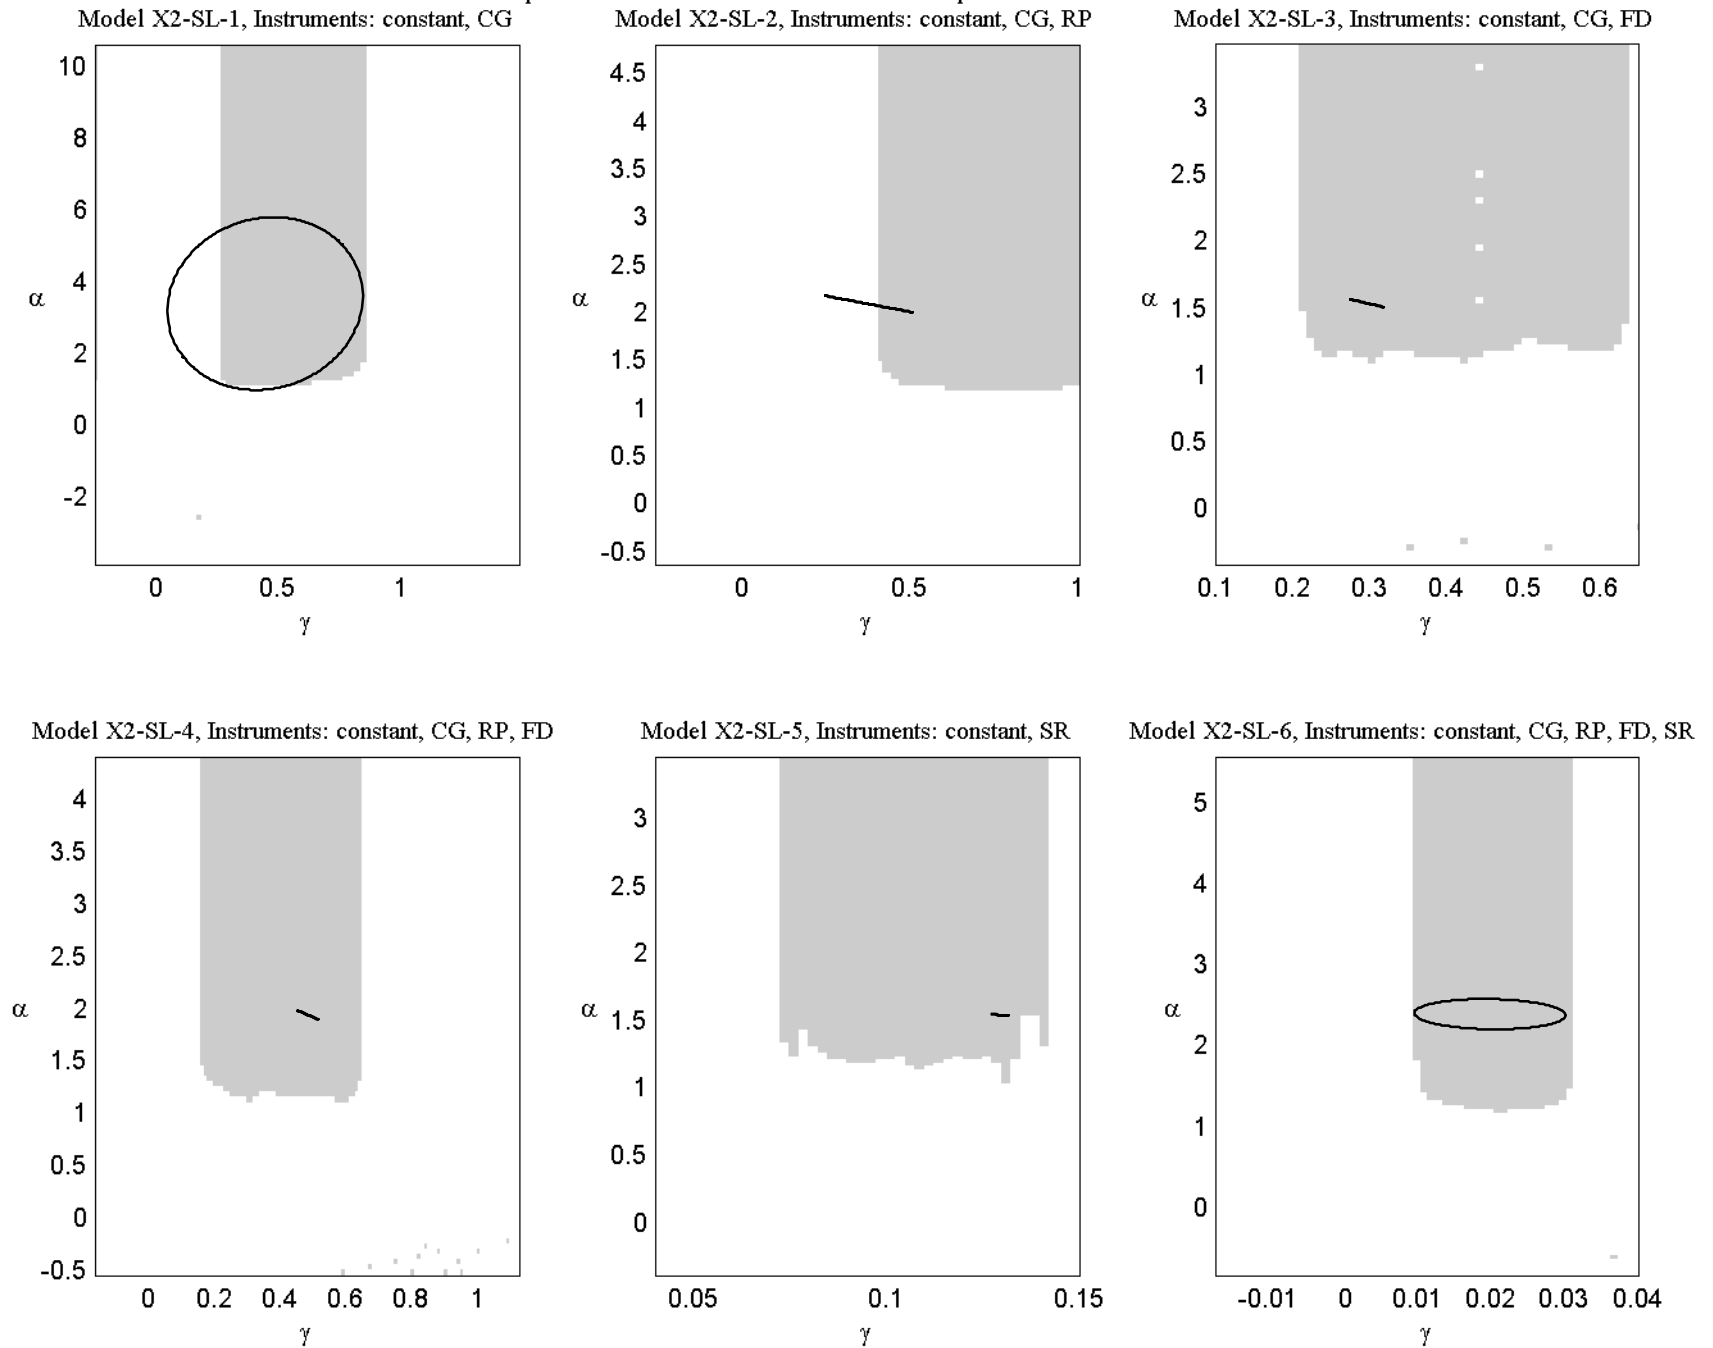 Model X2-SL-1, Instruments: constant, CG
10
8
6
4
2
0
-2
α
0 0.5 1
γ
Model X2-SL-2, Instruments: constant, CG, RP
4.5
4
3.5
3
2.5
2
1.5
1
0.5
0
-0.5
α
0 0.5 1
γ
Model X2-SL-3, Instruments: constant, CG, FD
3
2.5
2
1.5
1
0.5
0
α
0.1 0.2 0.3 0.4 0.5 0.6
γ
Model X2-SL-4, Instruments: constant, CG, RP, FD
4
3.5
3
2.5
2
1.5
1
0.5
0
-0.5
α
0 0.2 0.4 0.6 0.8 1
γ
Model X2-SL-5, Instruments: constant, SR
3
2.5
2
1.5
1
0.5
0
α
0.05 0.1 0.15
γ
Model X2-SL-6, Instruments: constant, CG, RP, FD, SR
5
4
3
2
1
0
α
-0.01 0 0.01 0.02 0.03 0.04
γ